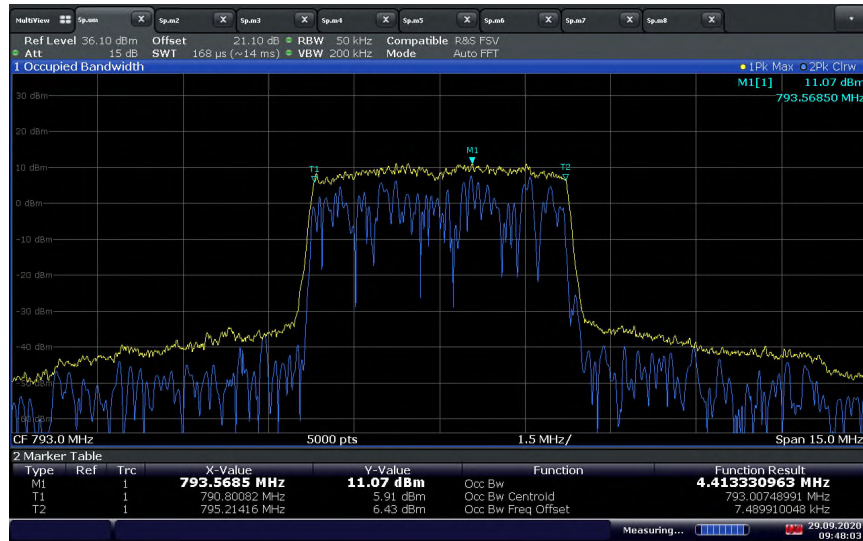 MultiView Sp.um X Sp.m2 X Sp.m3 X Sp.m4 X Sp.m5 X Sp.m6 X Sp.m7 X Sp.m8 X
Ref Level 36.10 dBm Offset 21.10 dB RBW 50 kHz Compatible R&S FSV
Att 15 dB SWT 168 µs (~14 ms) VBW 200 kHz Mode Auto FFT
1 Occupied Bandwidth 1Pk Max 2Pk Clrw
M1[1] 11.07 dBm
793.56850 MHz
30 dBm
20 dBm
M1
10 dBm
T1 T2
0 dBm
-10 dBm
-20 dBm
-30 dBm
-40 dBm
-50 dBm
-60 dBm
CF 793.0 MHz 5000 pts 1.5 MHz/ Span 15.0 MHz
2 Marker Table
Type Ref Trc X-Value Y-Value Function Function Result
M1 1 793.5685 MHz 11.07 dBm Occ Bw 4.413330963 MHz
T1 1 790.80082 MHz 5.91 dBm Occ Bw Centroid 793.00748991 MHz
T2 1 795.21416 MHz 6.43 dBm Occ Bw Freq Offset 7.489910048 kHz
Measuring... 29.09.2020
09:48:03